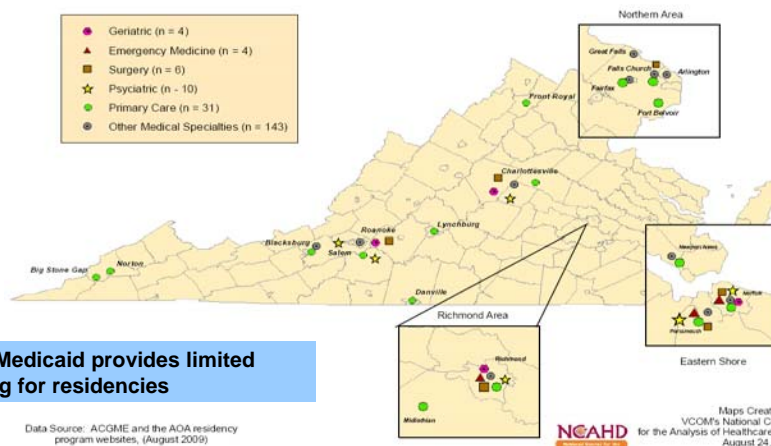 Northern Area
Geriatric (n = 4)
Emergency Medicine (n = 4)
Surgery (n = 6)
Psyciatric (n - 10)
Primary Care (n = 31)
Other Medical Specialties (n = 143)
Great Falls
Falls Church
Arlington
Fairfax
Fort Belvoir
Front Royal
Charlottesville
Lynchburg
Roanoke
Blacksburg
Salem
Big Stone Gap
Norton
Danville
Newport News
Norfolk
Portsmouth
Eastern Shore
Richmond Area
Richmond
Midlothian
Medicaid provides limited
g for residencies
Data Source: ACGME and the AOA residency
program websites, (August 2009)
NCAHD
Maps Creat
VCOM's National C
for the Analysis of Healthcare
August 24,